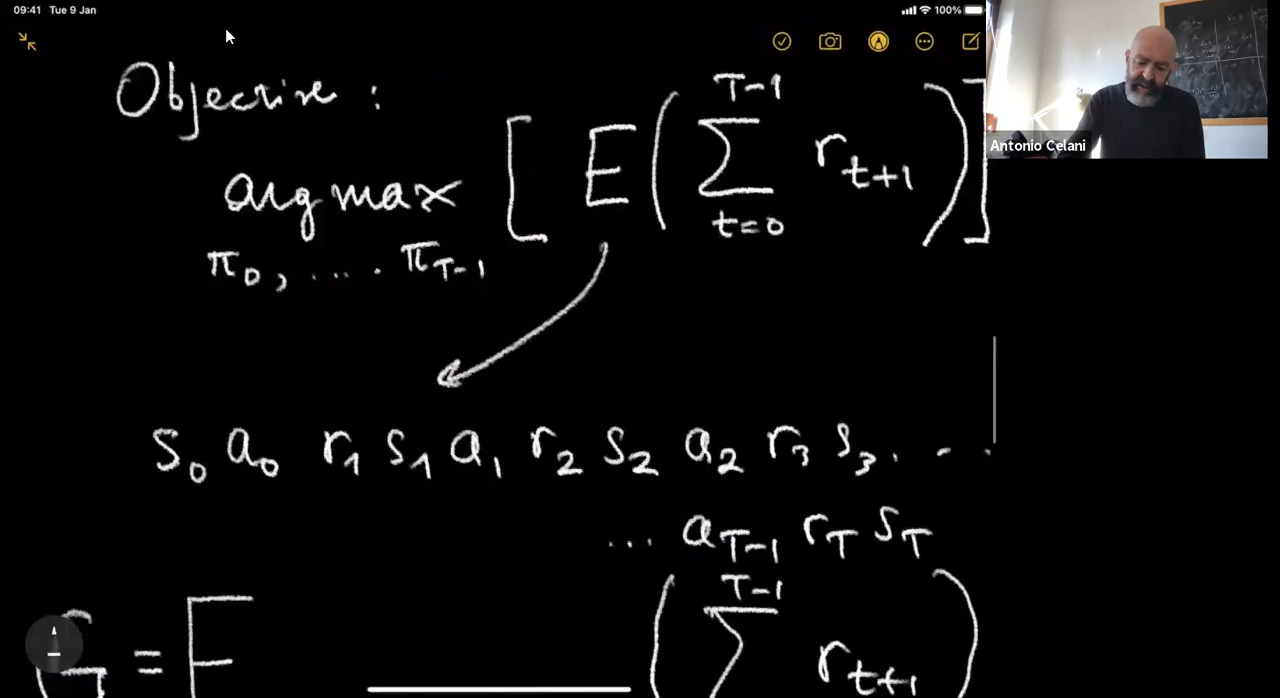 09:41 Tue 9 Jan
100%
Objective :
argmax [ E ( Σ r_{t+1} ) ]
T-1
t=0
π_0, .... π_{T-1}
Antonio Celani
s_0 a_0 r_1 s_1 a_1 r_2 s_2 a_2 r_3 s_3 . . .
... a_{T-1} r_T s_T
T-1
G = E ( Σ r_{t+1} )